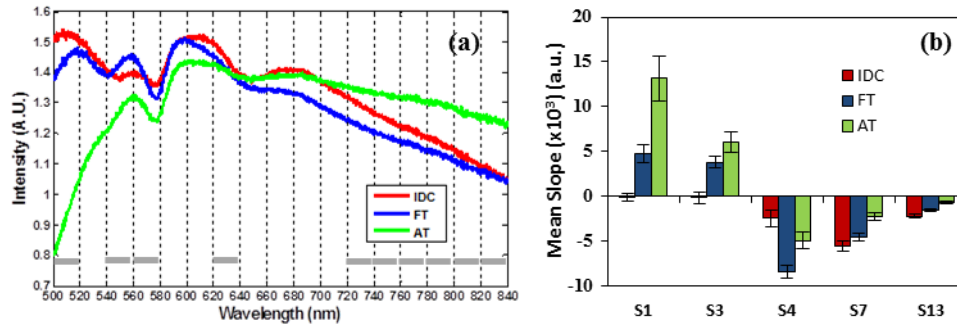 (a)
Intensity (A.U.)
1.6
1.5
1.4
1.3
1.2
1.1
1
0.9
0.8
0.7
IDC
FT
AT
500 520 540 560 580 600 620 640 660 680 700 720 740 760 780 800 820 840
Wavelength (nm)
(b)
Mean Slope (x10³) (a.u.)
20
15
10
5
0
-5
-10
IDC
FT
AT
S1 S3 S4 S7 S13